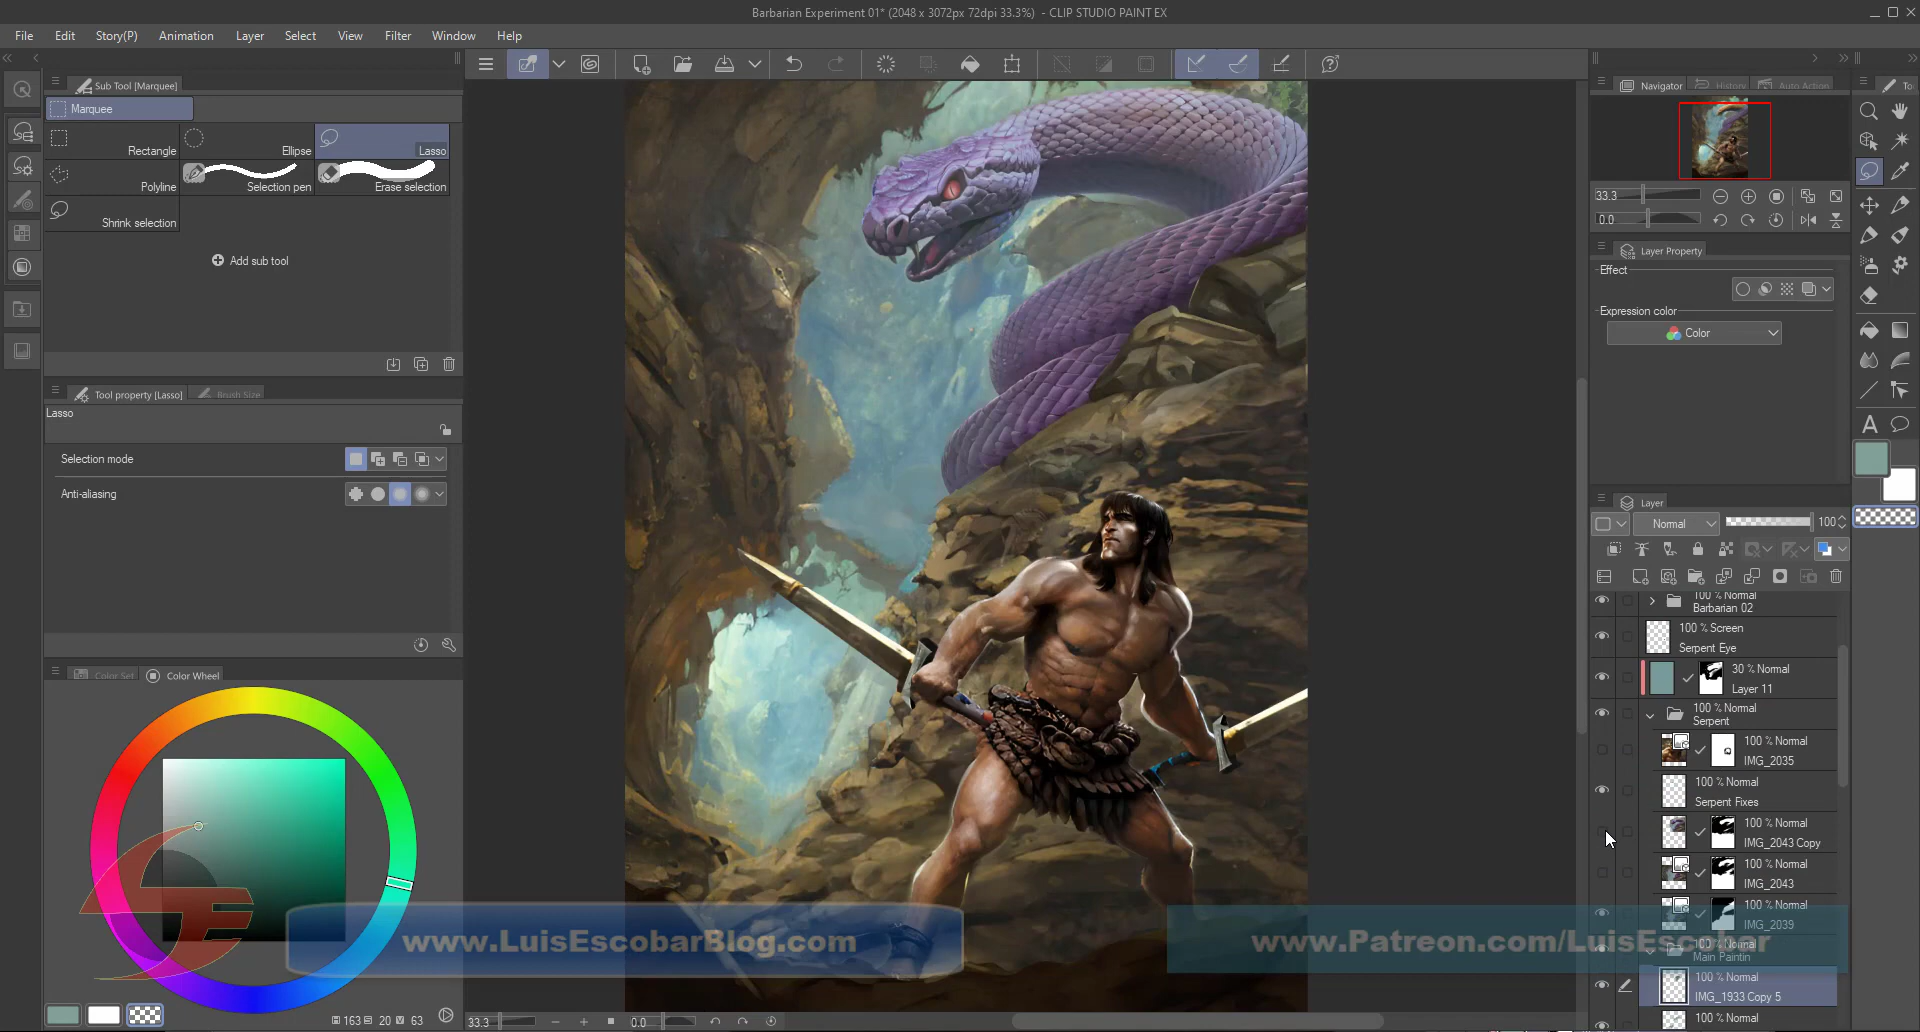 Barbarian Experiment 01* (2048 x 3072px 72dpi 33.3%) - CLIP STUDIO PAINT EX
File Edit Story(P) Animation Layer Select View Filter Window Help
Sub Tool [Marquee]
Marquee
Rectangle Ellipse Lasso
Polyline Selection pen Erase selection
Shrink selection
Add sub tool
Tool property [Lasso] Brush Size
Lasso
Selection mode
Anti-aliasing
Color Set Color Wheel
163 20 63
33.3 0.0
www.LuisEscobarBlog.com
www.Patreon.com/LuisEscobar
Navigator History Auto Action To
33.3
0.0
Layer Property
Effect
Expression color
Color
Layer
Normal 100
100 % Normal
Barbarian 02
100 % Screen
Serpent Eye
30 % Normal
Layer 11
100 % Normal
Serpent
100 % Normal
IMG_2035
100 % Normal
Serpent Fixes
100 % Normal
IMG_2043 Copy
100 % Normal
IMG_2043
100 % Normal
IMG_2039
100 % Normal
Main Paintin
100 % Normal
IMG_1933 Copy 5
100 % Normal